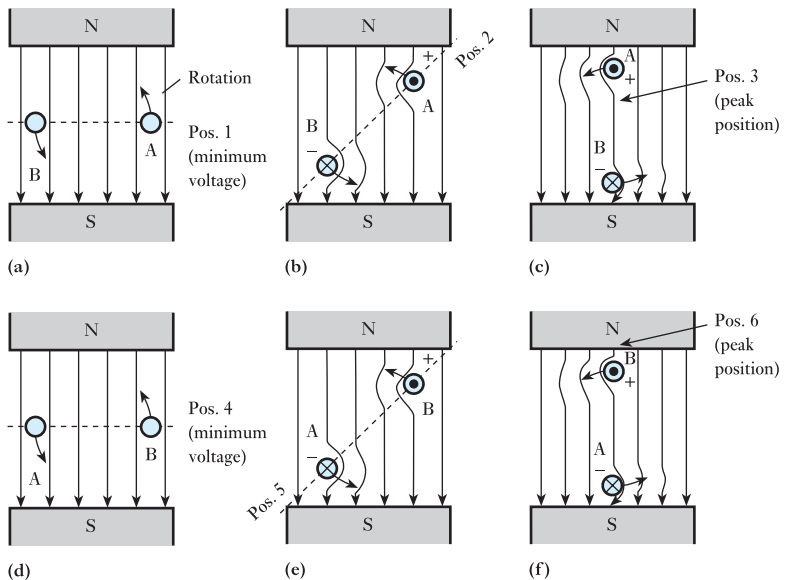 N
Rotation
B
A
Pos. 1
(minimum
voltage)
S
(a)
N
Pos. 2
+
A
B
−
S
(b)
N
A
+
Pos. 3
(peak
position)
B
−
S
(c)
N
Pos. 4
(minimum
voltage)
A
B
S
(d)
N
+
B
A
−
Pos. 5
S
(e)
N
Pos. 6
(peak
position)
B
+
A
−
S
(f)